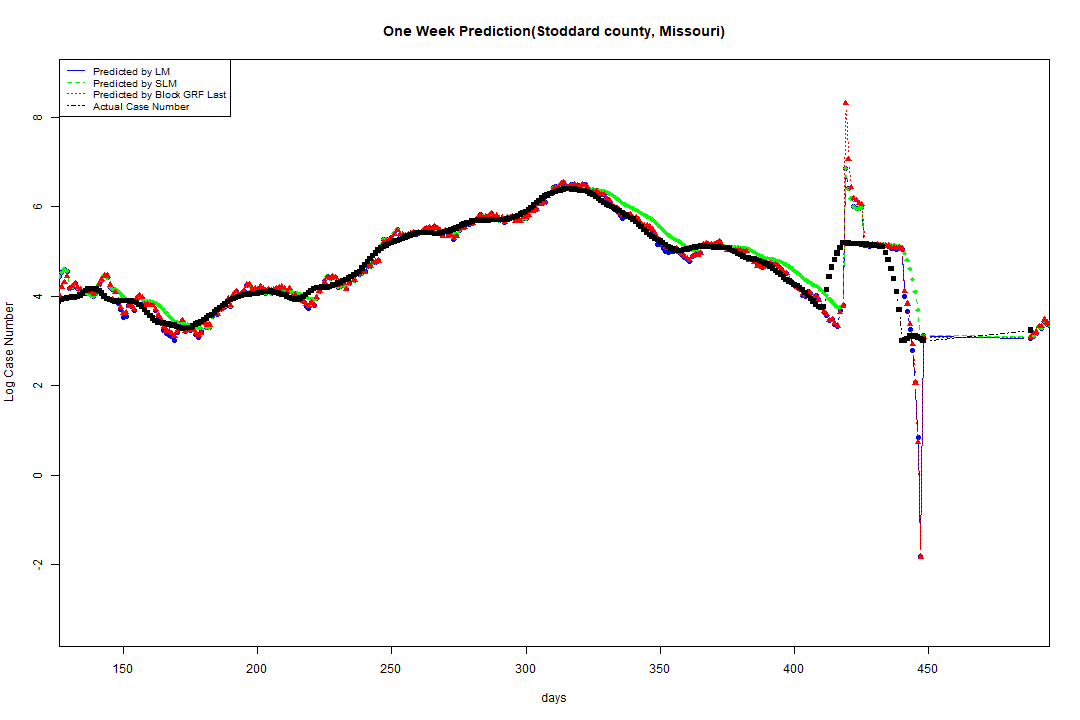 One Week Prediction(Stoddard county, Missouri)
Predicted by LM
Predicted by SLM
Predicted by Block GRF Last
Actual Case Number
Log Case Number
8
6
4
2
0
-2
150 200 250 300 350 400 450
days